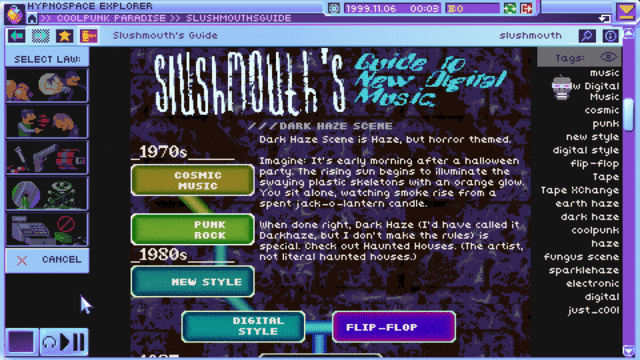 HYPNOSPACE EXPLORER
1999.11.06 00:03 0
>> COOLPUNK PARADISE >> SLUSHMOUTHSGUIDE
Slushmouth's Guide
slushmouth
SELECT LAW:
CANCEL
Slushmouth's
Guide to
New Digital
Music
///DARK HAZE SCENE
Dark Haze Scene is Haze, but horror themed.
Imagine: It's early morning after a halloween
party. The rising sun begins to illuminate the
swaying plastic skeletons with an orange glow.
You sit alone, watching smoke rise from a
spent jack-o-lantern candle.
When done right, Dark Haze (I'd have called it
Darkhaze, but I don't make the rules) is
special. Check out Haunted Houses. (The artist,
not literal haunted houses.)
_1970s
COSMIC
MUSIC
PUNK
ROCK
_1980s
NEW STYLE
DIGITAL
STYLE
FLIP-FLOP
Tags:
music
w Digital
Music
cosmic
punk
new style
digital style
flip-flop
Tape
Tape XChange
earth haze
dark haze
coolpunk
haze
fungus scene
sparklehaze
electronic
digital
just_c00l